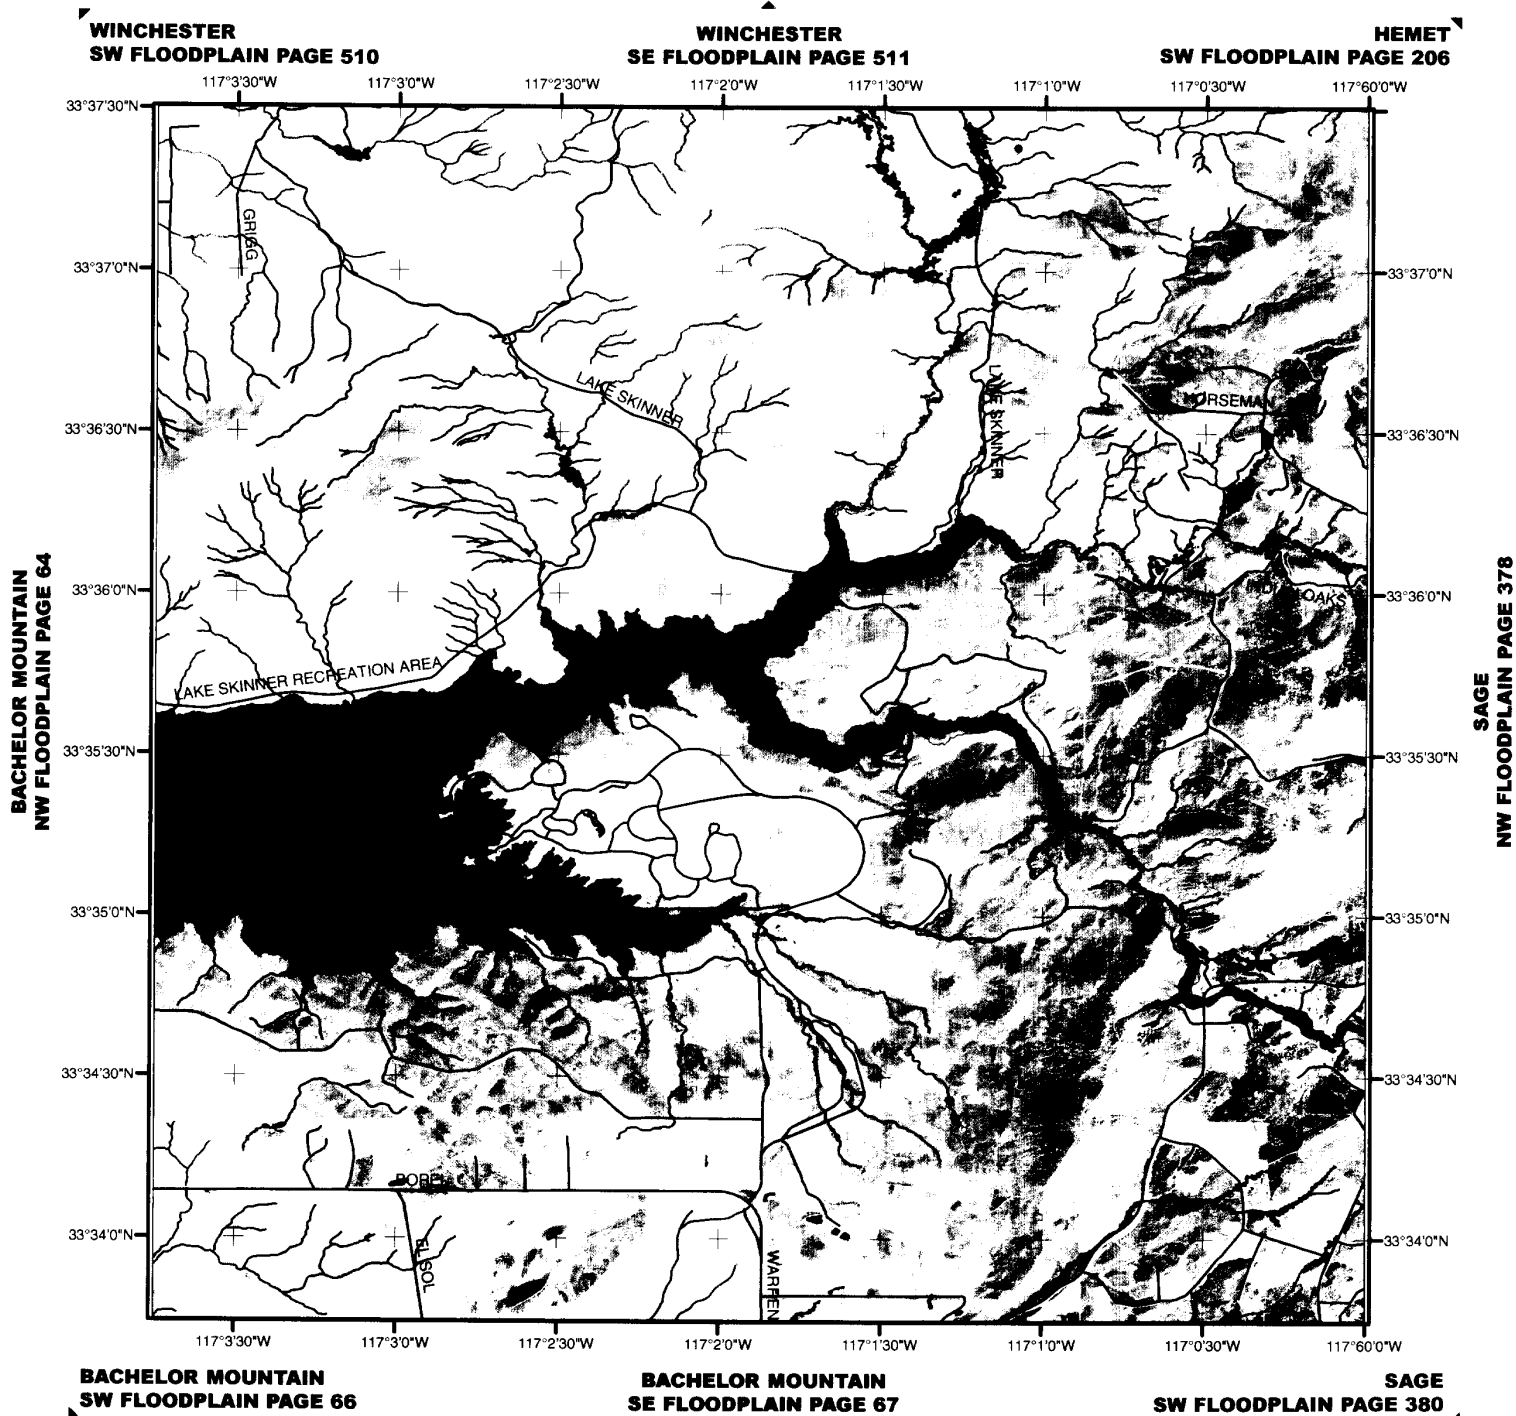 WINCHESTER
SW FLOODPLAIN PAGE 510
WINCHESTER
SE FLOODPLAIN PAGE 511
HEMET
SW FLOODPLAIN PAGE 206
117°3'30"W
117°3'0"W
117°2'30"W
117°2'0"W
117°1'30"W
117°1'0"W
117°0'30"W
117°60'0"W
33°37'30"N
33°37'0"N
33°36'30"N
33°36'0"N
33°35'30"N
33°35'0"N
33°34'30"N
33°34'0"N
BACHELOR MOUNTAIN
NW FLOODPLAIN PAGE 64
GRIGG
LAKE SKINNER
LAKE SKINNER
HORSEMAN
OAKS
LAKE SKINNER RECREATION AREA
BOREL
EL SOL
WARREN
33°37'0"N
33°36'30"N
33°36'0"N
33°35'30"N
33°35'0"N
33°34'30"N
33°34'0"N
SAGE
NW FLOODPLAIN PAGE 378
117°3'30"W
117°3'0"W
117°2'30"W
117°2'0"W
117°1'30"W
117°1'0"W
117°0'30"W
117°60'0"W
BACHELOR MOUNTAIN
SW FLOODPLAIN PAGE 66
BACHELOR MOUNTAIN
SE FLOODPLAIN PAGE 67
SAGE
SW FLOODPLAIN PAGE 380